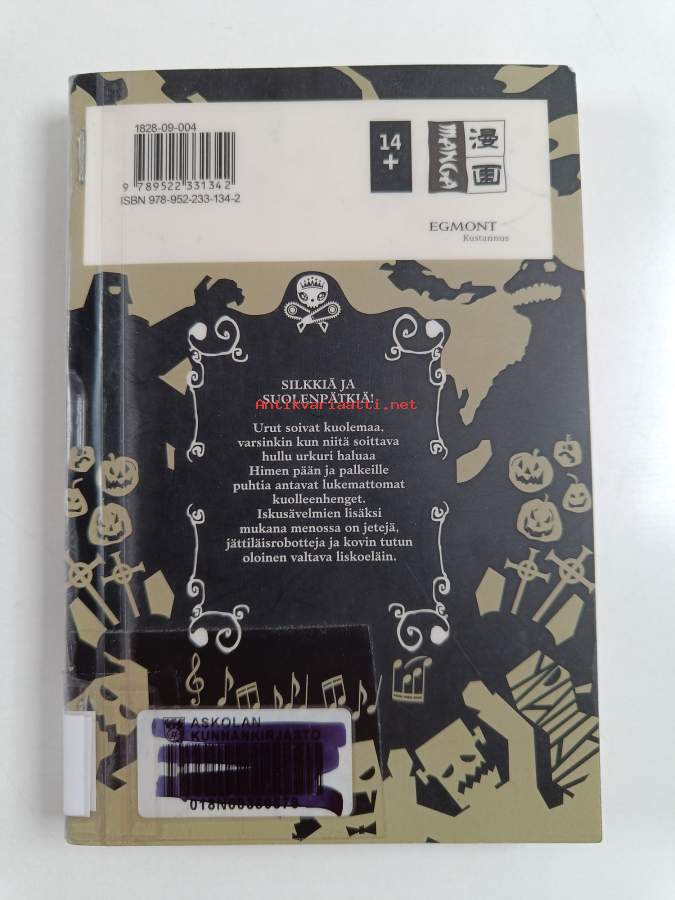 1828-09-004
9 789522 331342
ISBN 978-952-233-134-2
14
+
MANGA
漫画
EGMONT
Kustannus
SILKKIÄ JA
SUOLENPÄTKIÄ!
Antikvariaatti.net
Urut soivat kuolemaa,
varsinkin kun niitä soittava
hullu urkuri haluaa
Himen pään ja palkeille
puhtia antavat lukemattomat
kuolleenhenget.
Iskusävelmien lisäksi
mukana menossa on jetejä,
jättiläisrobotteja ja kovin tutun
oloinen valtava liskoeläin.
ASKOLAN
KUNNANKIRJASTO